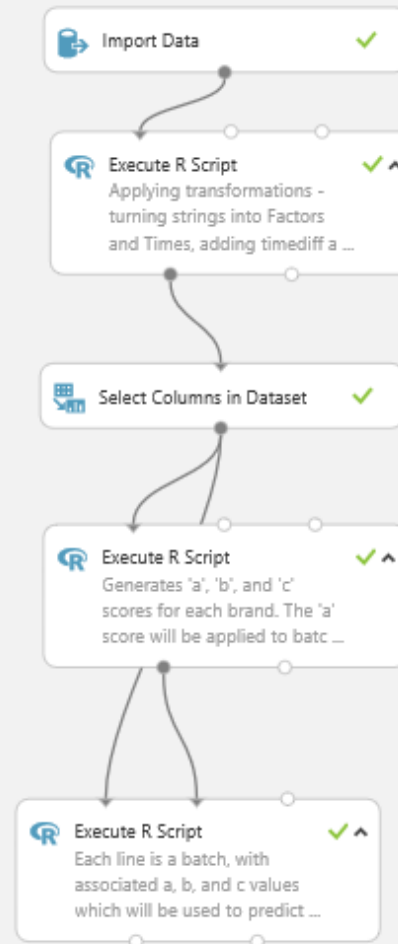 Import Data
Execute R Script
Applying transformations -
turning strings into Factors
and Times, adding timediff a ...
Select Columns in Dataset
Execute R Script
Generates 'a', 'b', and 'c'
scores for each brand. The 'a'
score will be applied to batc ...
Execute R Script
Each line is a batch, with
associated a, b, and c values
which will be used to predict ...